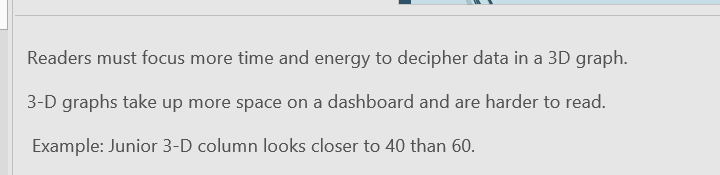 Readers must focus more time and energy to decipher data in a 3D graph.
3-D graphs take up more space on a dashboard and are harder to read.
Example: Junior 3-D column looks closer to 40 than 60.